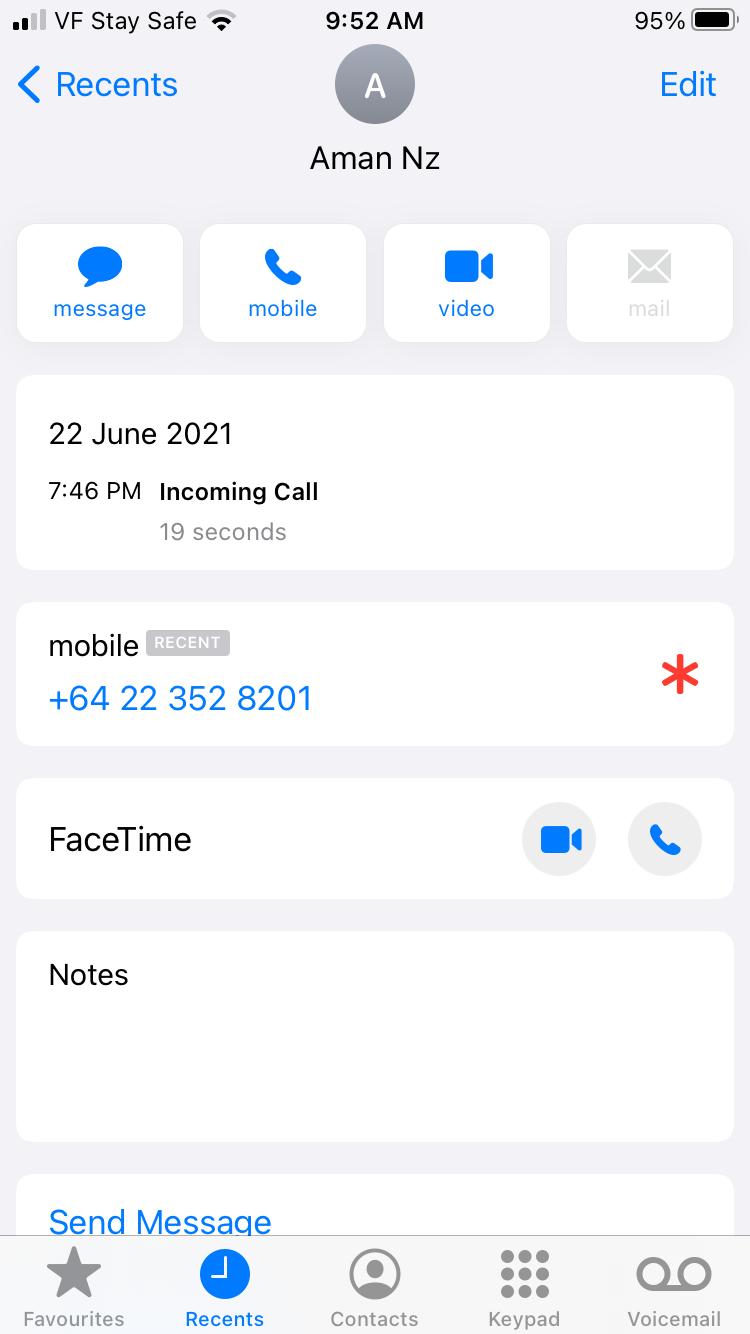 VF Stay Safe 9:52 AM 95%
Recents Edit
A
Aman Nz
message mobile video mail
22 June 2021
7:46 PM Incoming Call
19 seconds
mobile RECENT
+64 22 352 8201
FaceTime
Notes
Send Message
Favourites Recents Contacts Keypad Voicemail